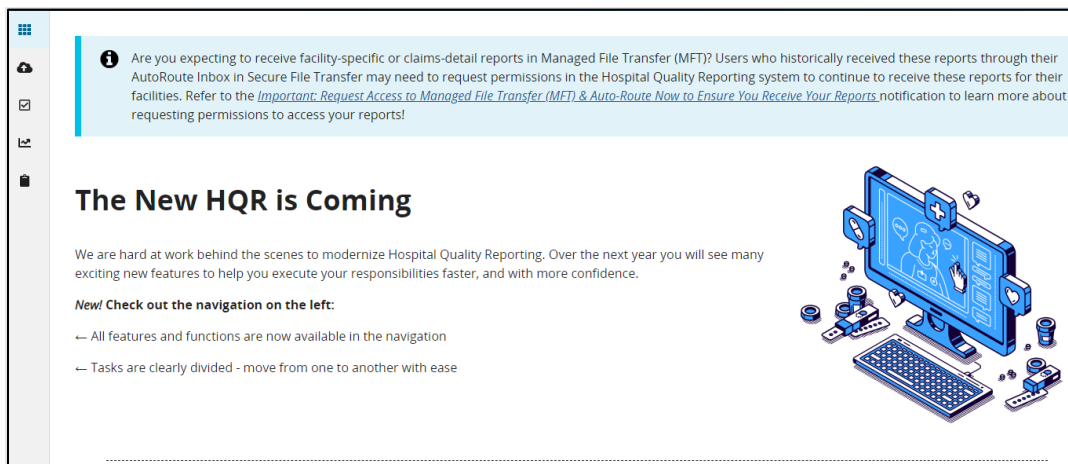 Are you expecting to receive facility-specific or claims-detail reports in Managed File Transfer (MFT)? Users who historically received these reports through their
AutoRoute Inbox in Secure File Transfer may need to request permissions in the Hospital Quality Reporting system to continue to receive these reports for their
facilities. Refer to the Important: Request Access to Managed File Transfer (MFT) & Auto-Route Now to Ensure You Receive Your Reports notification to learn more about
requesting permissions to access your reports!
The New HQR is Coming
We are hard at work behind the scenes to modernize Hospital Quality Reporting. Over the next year you will see many
exciting new features to help you execute your responsibilities faster, and with more confidence.
New! Check out the navigation on the left:
← All features and functions are now available in the navigation
← Tasks are clearly divided - move from one to another with ease